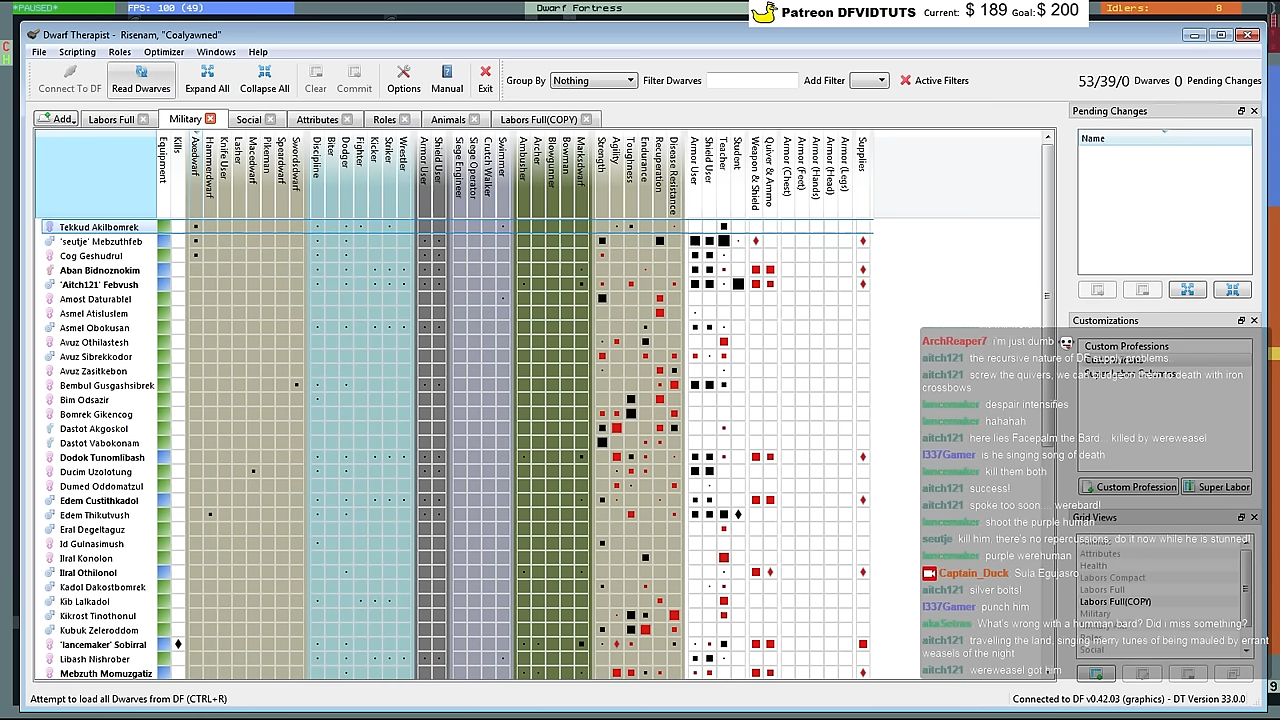 *PAUSED*
FPS: 100 (49)
Dwarf Fortress
Idlers: 8
Patreon DFVIDTUTS Current: $ 189 Goal: $ 200
Dwarf Therapist - Risenam, "Coalyawned"
File Scripting Roles Optimizer Windows Help
Connect To DF Read Dwarves Expand All Collapse All Clear Commit Options Manual Exit
Group By Nothing Filter Dwarves Add Filter Active Filters
53/39/0 Dwarves 0 Pending Changes
Add... Labors Full Military Social Attributes Roles Animals Labors Full(COPY)
Equipment
Kills
Axedwarf
Hammerdwarf
Knife User
Lasher
Macedwarf
Pikeman
Speardwarf
Swordsdwarf
Discipline
Biter
Dodger
Fighter
Kicker
Striker
Wrestler
Armor User
Shield User
Siege Engineer
Siege Operator
Clutch Walker
Swimmer
Ambusher
Archer
Blowgunner
Bowman
Marksdwarf
Strength
Agility
Toughness
Endurance
Recuperation
Disease Resistance
Armor User
Shield User
Teacher
Student
Weapon & Shield
Quiver & Ammo
Armor (Chest)
Armor (Feet)
Armor (Hands)
Armor (Head)
Armor (Legs)
Supplies
Tekkud Akilbomrek
'seutje' Mebzuthfeb
Cog Geshudrul
Aban Bidnoznokim
'Aitch121' Febvush
Amost Daturablel
Asmel Atisluslem
Asmel Obokusan
Avuz Othilastesh
Avuz Sibrekkodor
Avuz Zasitkebon
Bembul Gusgashsibrek
Bim Odsazir
Bomrek Gikencog
Dastot Akgoskol
Dastot Vabokonam
Dodok Tunomlibash
Ducim Uzolotung
Dumed Oddomatzul
Edem Custithkadol
Edem Thikutvush
Eral Degeltaguz
Id Gulnasimush
Ilral Konolon
Ilral Othilonol
Kadol Dakostbomrek
Kib Lalkadol
Kikrost Tinothonul
Kubuk Zeleroddom
'lancemaker' Sobirral
Libash Nishrober
Mebzuth Momuzgatiz
Pending Changes
Name
Customizations
Custom Professions
Custom Profession Super Labor
Grid Views
Attributes
Health
Labors Compact
Labors Full
Labors Full(COPY)
Military
Social
ArchReaper7 i'm just dumb
aitch121 the recursive nature of DF supply problems
aitch121 screw the quivers, we can bludgeon them to death with iron
crossbows
lancemaker despair intensifies
lancemaker hahanah
aitch121 here lies Facepalm the Bard... killed by wereweasel
l337Gamer is he singing song of death
lancemaker kill them both
aitch121 success!
aitch121 spoke too soon.... werebard!
lancemaker shoot the purple human
seutje kill him, there's no repercussions, do it now while he is stunned!
lancemaker purple werehuman
Captain_Duck Sula Egujasro
aitch121 silver bolts!
l337Gamer punch him
akaSetras What's wrong with a humman bard? Did i miss something?
aitch121 travelling the land, singing merry tunes of being mauled by errant
weasels of the night
aitch121 wereweasel got him
Attempt to load all Dwarves from DF (CTRL+R)
Connected to DF v0.42.03 (graphics) - DT Version 33.0.0